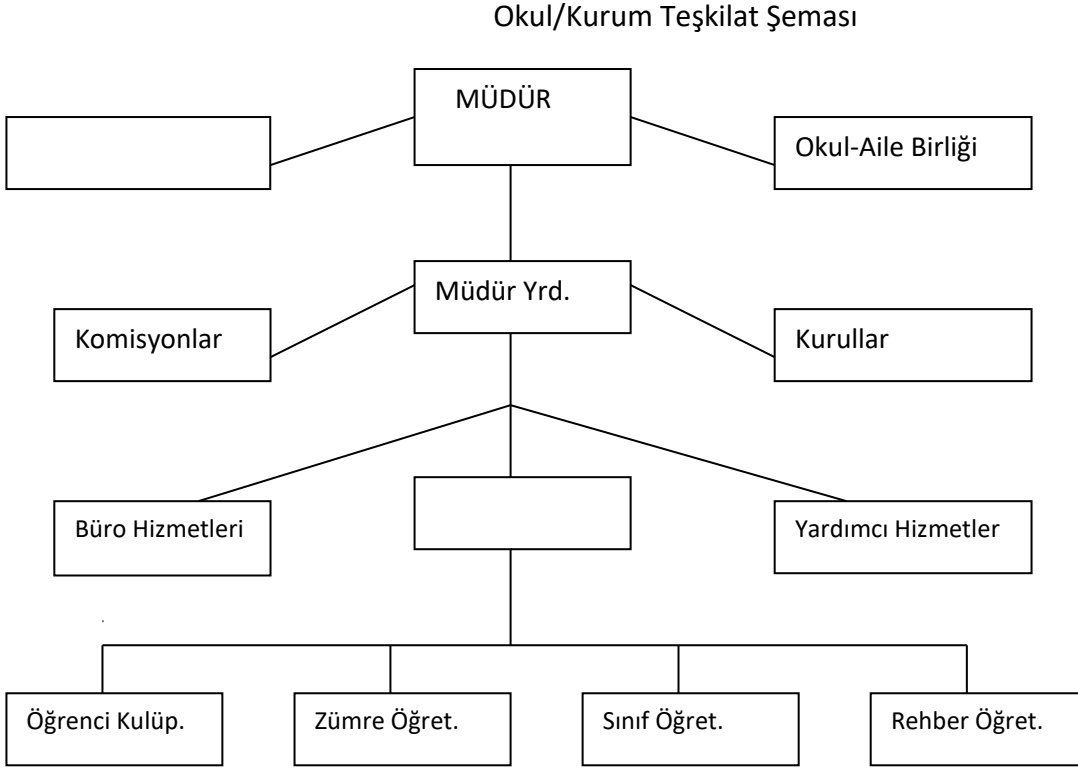 Okul/Kurum Teşkilat Şeması
MÜDÜR
Okul-Aile Birliği
Müdür Yrd.
Komisyonlar
Kurullar
Büro Hizmetleri
Yardımcı Hizmetler
Öğrenci Kulüp.
Zümre Öğret.
Sınıf Öğret.
Rehber Öğret.